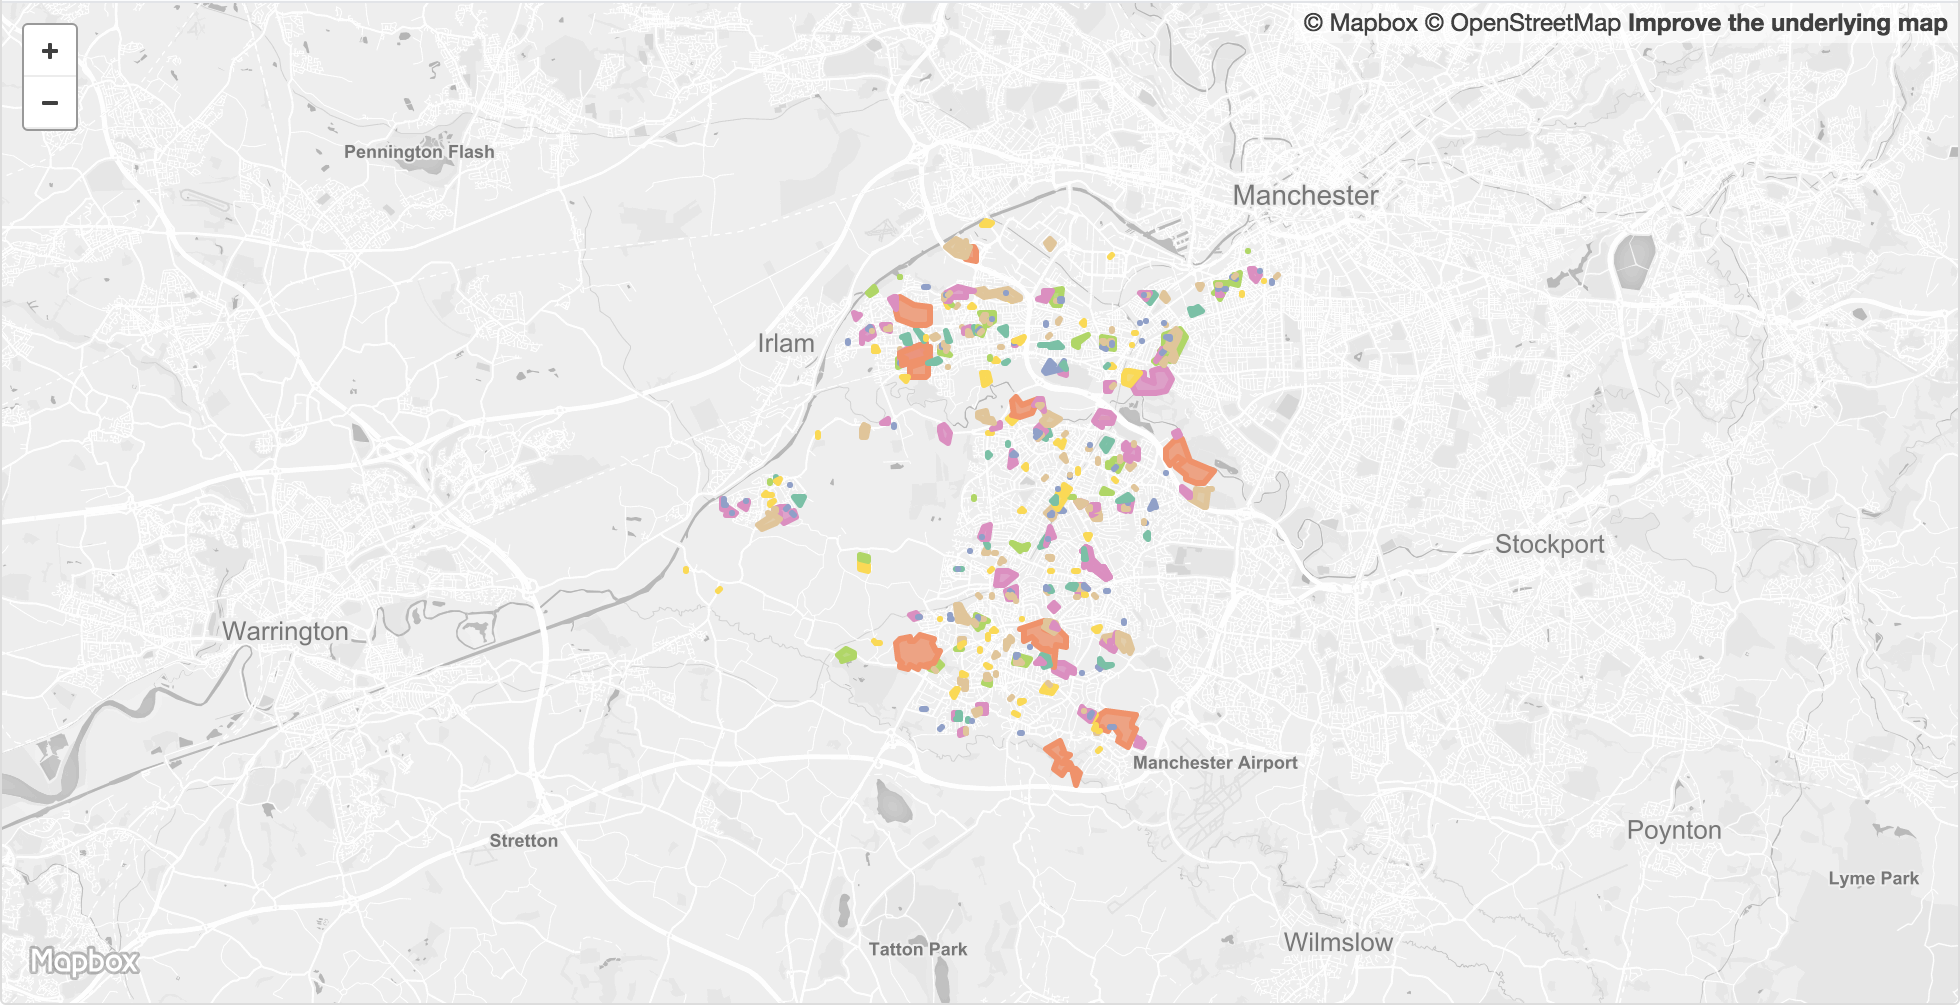 © Mapbox © OpenStreetMap Improve the underlying map
+
−
Pennington Flash
Manchester
Irlam
Stockport
Warrington
Manchester Airport
Poynton
Stretton
Lyme Park
Wilmslow
Tatton Park
Mapbox